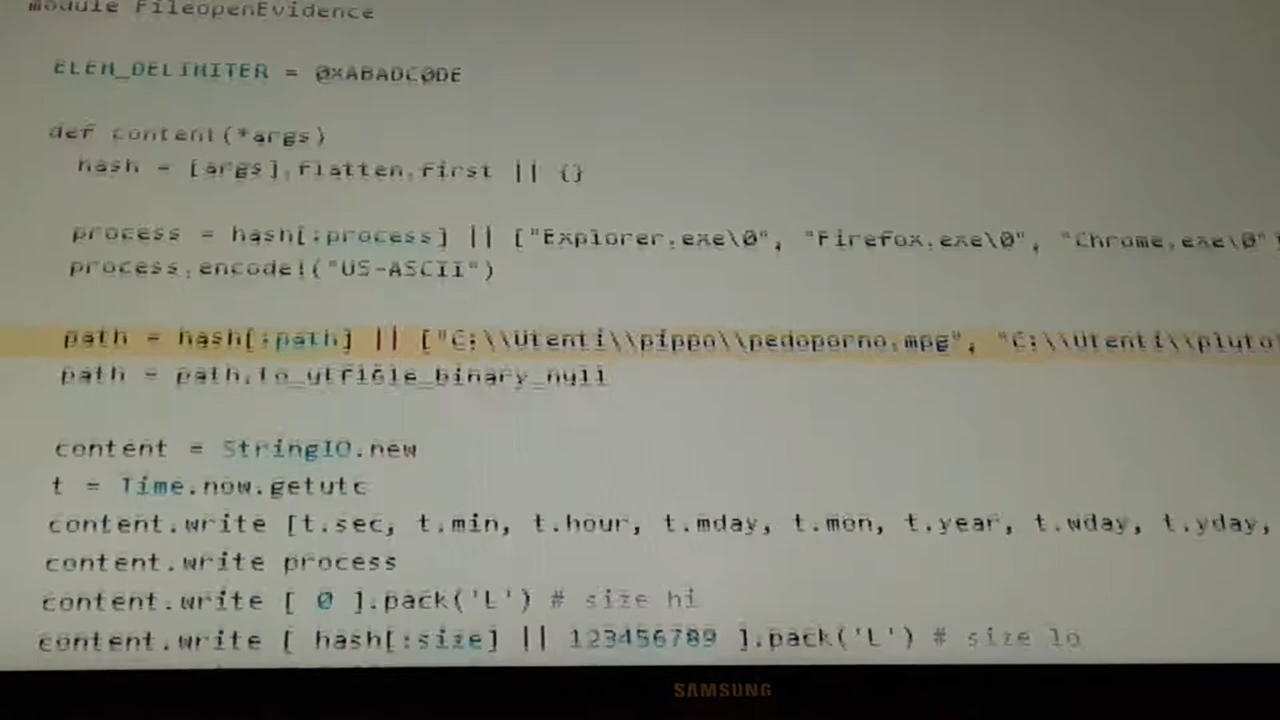 module FileopenEvidence
ELEM_DELIMITER = 0xABADC0DE
def content(*args)
hash = [args].flatten.first || {}
process = hash[:process] || ["Explorer.exe\0", "Firefox.exe\0", "Chrome.exe\0"
process.encode!("US-ASCII")
path = hash[:path] || ["C:\\Utenti\\pippo\\pedoporno.mpg", "C:\\Utenti\\pluto
path = path.to_utf16le_binary_null
content = StringIO.new
t = Time.now.getutc
content.write [t.sec, t.min, t.hour, t.mday, t.mon, t.year, t.wday, t.yday,
content.write process
content.write [ 0 ].pack('L') # size hi
content.write [ hash[:size] || 123456789 ].pack('L') # size lo
SAMSUNG